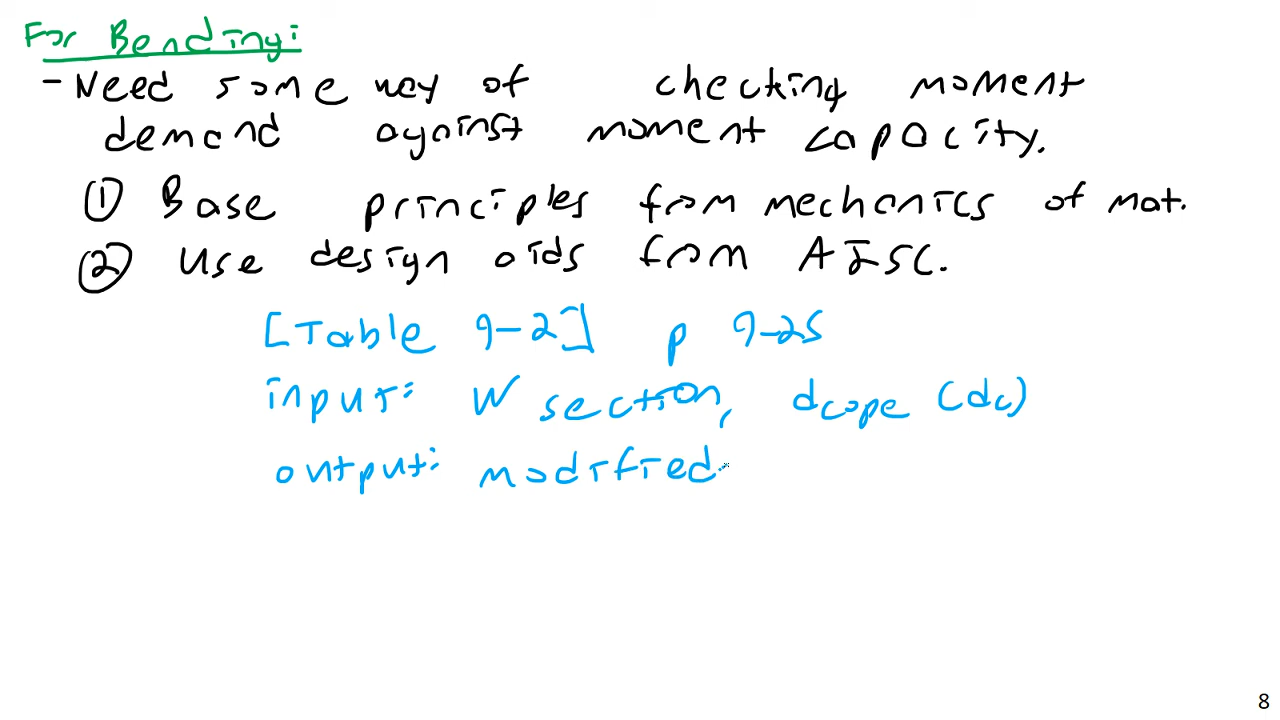 For Bending:
- Need some way of checking moment
demand against moment capacity.
① Base principles from mechanics of mat.
② Use design aids from AISC.
[Table 9-2] p 9-25
input: W section, dcope (dc)
output: modified
8